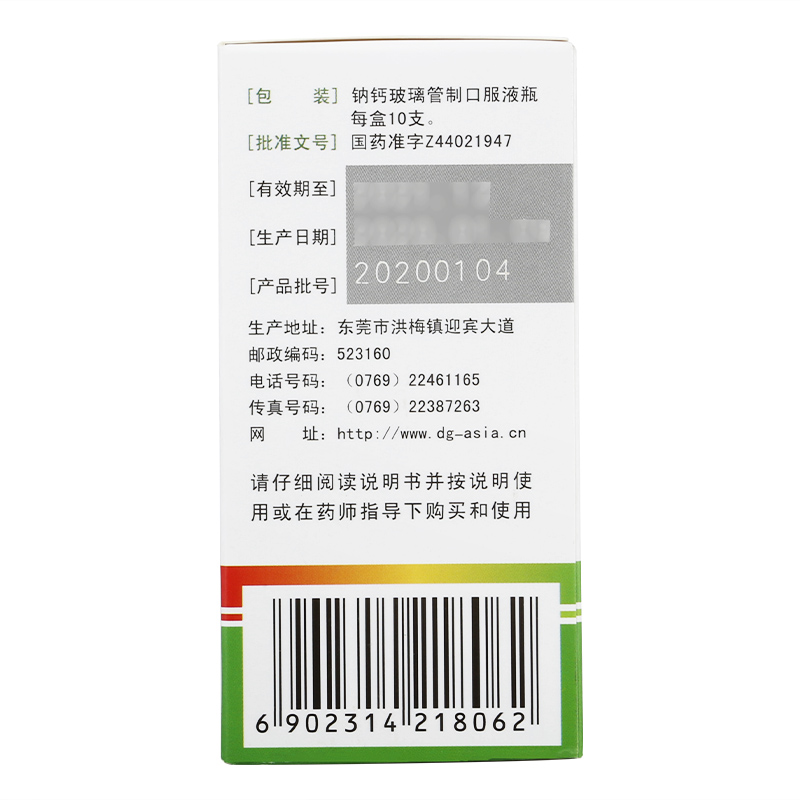 [包　装] 钠钙玻璃管制口服液瓶
每盒10支。
[批准文号] 国药准字Z44021947
[有效期至]
[生产日期]
[产品批号] 20200104
生产地址：东莞市洪梅镇迎宾大道
邮政编码：523160
电话号码：（0769）22461165
传真号码：（0769）22387263
网　址：http://www.dg-asia.cn
请仔细阅读说明书并按说明使
用或在药师指导下购买和使用
6 902314 218062